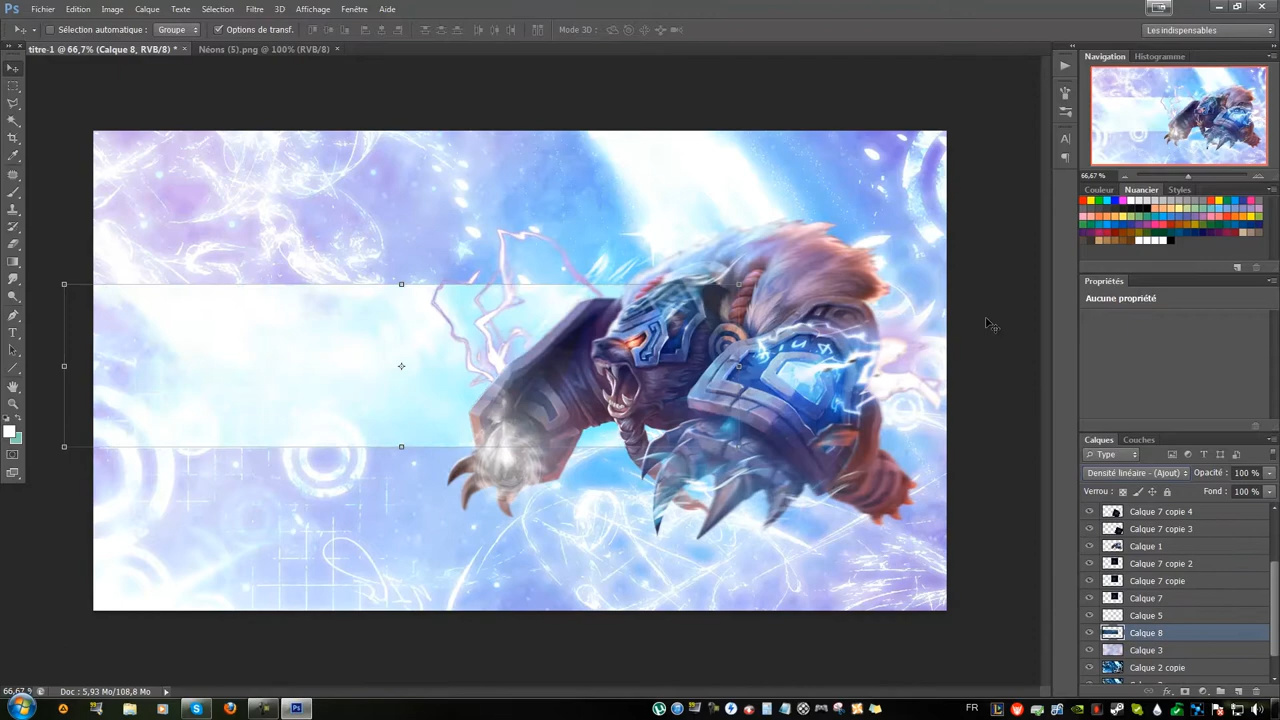 Ps Fichier Edition Image Calque Texte Sélection Filtre 3D Affichage Fenêtre Aide
Sélection automatique : Groupe Options de transf. Mode 3D : Les indispensables
titre-1 @ 66,7% (Calque 8, RVB/8) * × Néons (5).png @ 100% (RVB/8) ×
Navigation Histogramme
66,67 %
Couleur Nuancier Styles
Propriétés
Aucune propriété
Calques Couches
Type
Densité linéaire - (Ajout) Opacité : 100 %
Verrou : Fond : 100 %
Calque 7 copie 4
Calque 7 copie 3
Calque 1
Calque 7 copie 2
Calque 7 copie
Calque 7
Calque 5
Calque 8
Calque 3
Calque 2 copie
66,67 % Doc : 5,93 Mo/108,8 Mo
FR